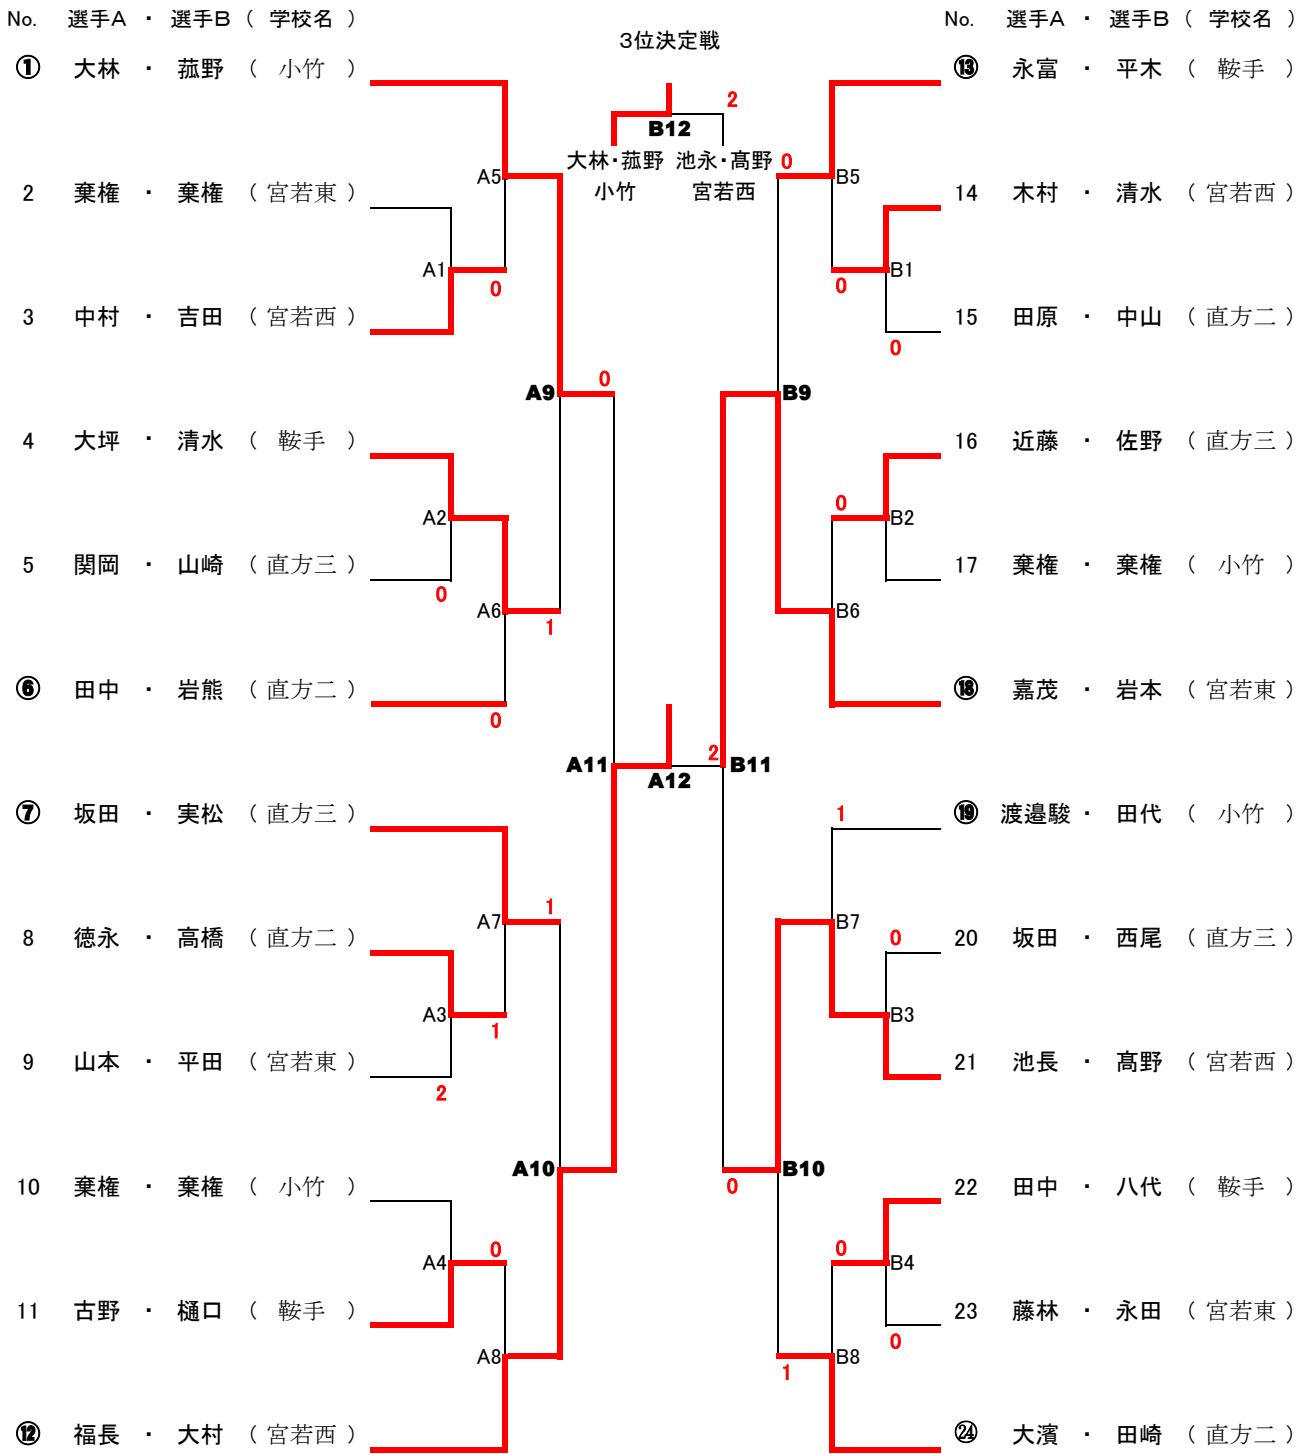 No. 選手A ・ 選手B ( 学校名 )
① 大林 ・ 菰野 ( 小竹 )
2 棄権 ・ 棄権 ( 宮若東 )
A5
A1
0
3 中村 ・ 吉田 ( 宮若西 )
A9
0
4 大坪 ・ 清水 ( 鞍手 )
A2
5 関岡 ・ 山崎 ( 直方三 )
0
A6
1
⑥ 田中 ・ 岩熊 ( 直方二 )
0
A11
⑦ 坂田 ・ 実松 ( 直方三 )
A7
1
8 徳永 ・ 高橋 ( 直方二 )
A3
1
9 山本 ・ 平田 ( 宮若東 )
2
A10
10 棄権 ・ 棄権 ( 小竹 )
A4
0
11 古野 ・ 樋口 ( 鞍手 )
A8
⑫ 福長 ・ 大村 ( 宮若西 )
3位決定戦
2
B12
大林・菰野 池永・髙野
小竹 宮若西
2
A12
No. 選手A ・ 選手B ( 学校名 )
⑬ 永富 ・ 平木 ( 鞍手 )
0
B5
14 木村 ・ 清水 ( 宮若西 )
B1
0
15 田原 ・ 中山 ( 直方二 )
0
B9
16 近藤 ・ 佐野 ( 直方三 )
0
B2
17 棄権 ・ 棄権 ( 小竹 )
B6
⑱ 嘉茂 ・ 岩本 ( 宮若東 )
B11
1
⑲ 渡邉駿 ・ 田代 ( 小竹 )
B7
0
20 坂田 ・ 西尾 ( 直方三 )
B3
21 池長 ・ 髙野 ( 宮若西 )
B10
0
22 田中 ・ 八代 ( 鞍手 )
0
B4
23 藤林 ・ 永田 ( 宮若東 )
0
B8
1
㉔ 大濱 ・ 田崎 ( 直方二 )